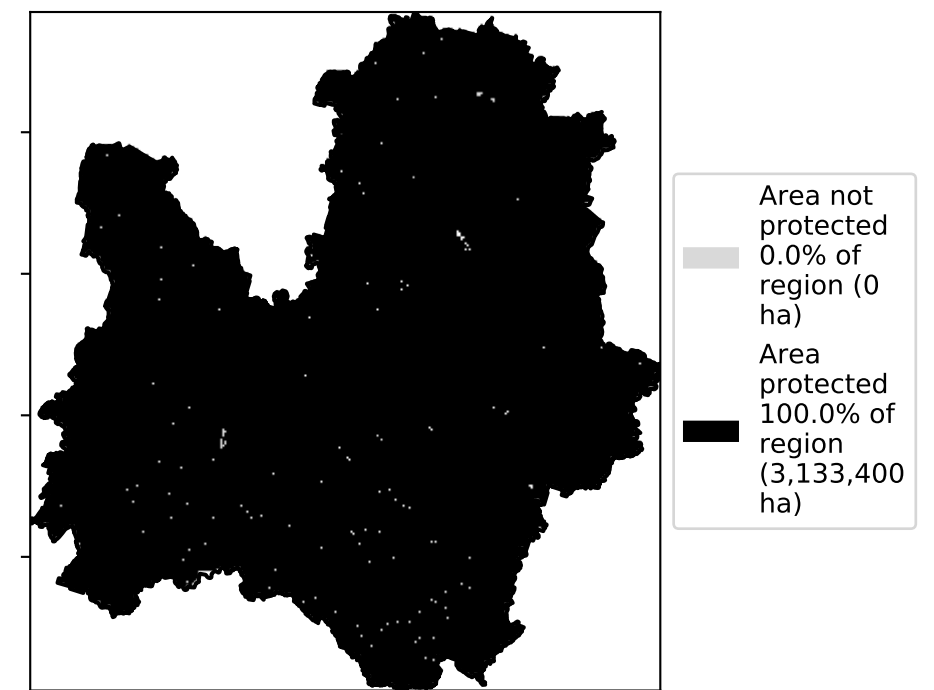 Area not
protected
0.0% of
region (0
ha)
Area
protected
100.0% of
region
(3,133,400
ha)